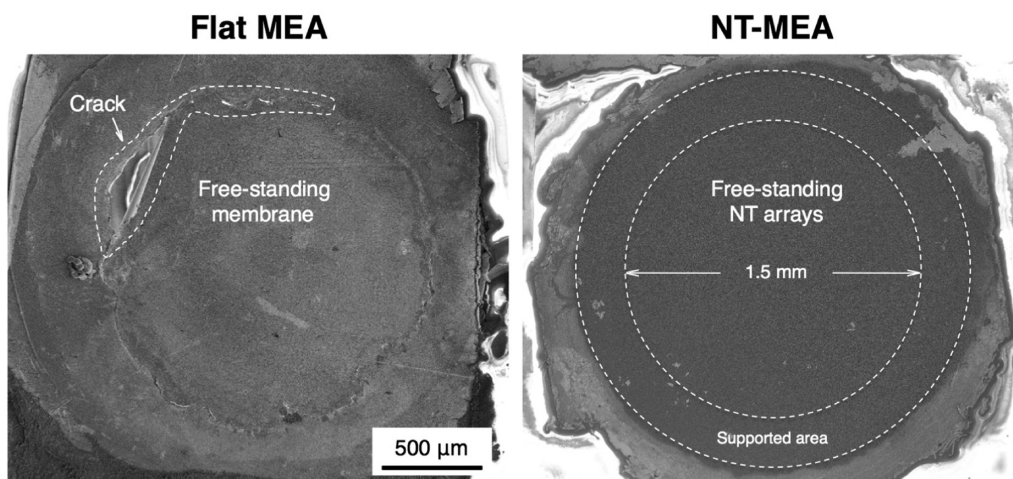 Flat MEA
NT-MEA
Crack
Free-standing
membrane
500 μm
Free-standing
NT arrays
1.5 mm
Supported area